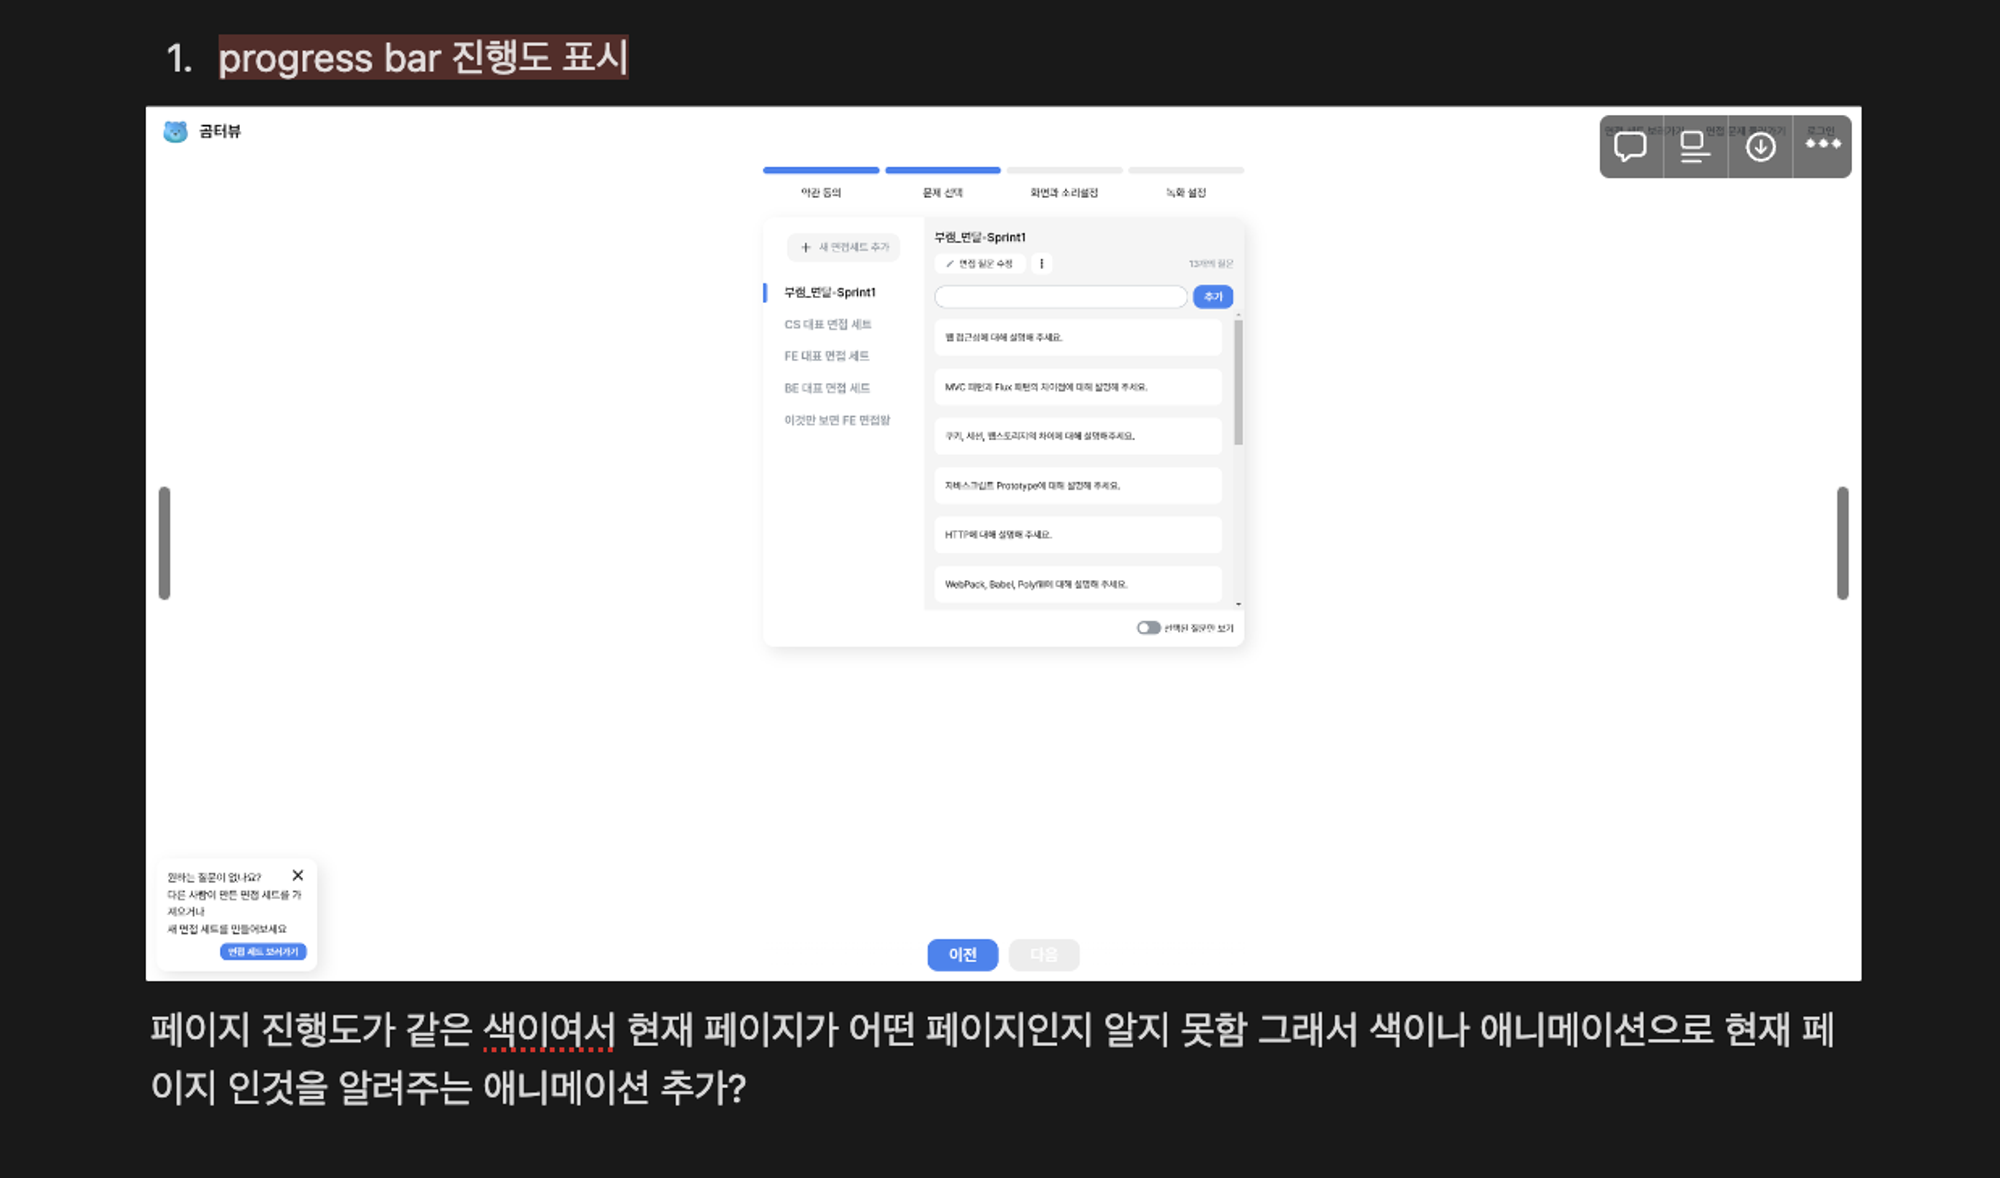 1. progress bar 진행도 표시
곰터뷰
로그인
약관 동의
문제 선택
화면과 소리설정
녹화 설정
+ 새 면접세트 추가
부캠_면달-Sprint1
CS 대표 면접 세트
FE 대표 면접 세트
BE 대표 면접 세트
이것만 보면 FE 면접왕
부캠_면달-Sprint1
면접 질문 수정
13개의 질문
추가
웹 접근성에 대해 설명해 주세요.
MVC 패턴과 Flux 패턴의 차이점에 대해 설명해 주세요.
쿠키, 세션, 웹스토리지의 차이에 대해 설명해주세요.
자바스크립트 Prototype에 대해 설명해 주세요.
HTTP에 대해 설명해 주세요.
WebPack, Babel, Polyfill에 대해 설명해 주세요.
선택된 질문만 보기
원하는 질문이 없나요?
다른 사람이 만든 면접 세트를 가
져오거나
새 면접 세트를 만들어보세요
면접 세트 보러가기
이전
다음
페이지 진행도가 같은 색이여서 현재 페이지가 어떤 페이지인지 알지 못함 그래서 색이나 애니메이션으로 현재 페
이지 인것을 알려주는 애니메이션 추가?